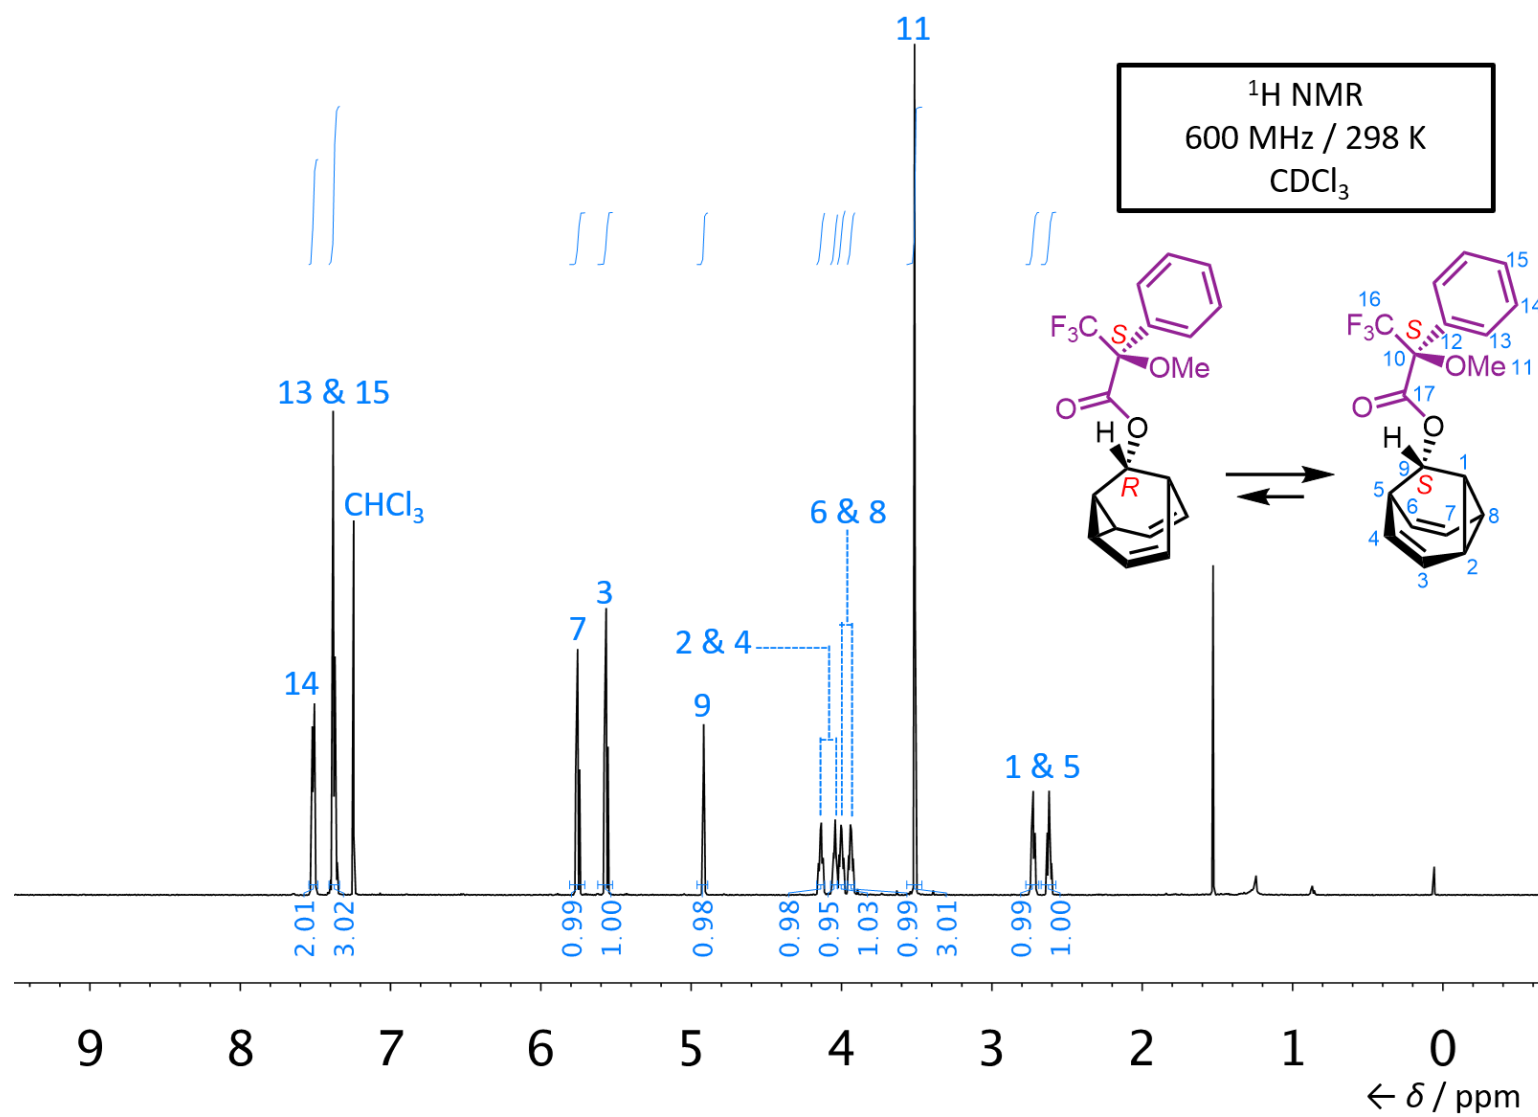 11
¹H NMR
600 MHz / 298 K
CDCl₃
13 & 15
CHCl₃
6 & 8
3
7
2 & 4
14
9
1 & 5
F₃C
S
OMe
O
O
H
R
16
F₃C
S
15
14
13
12
10
OMe
11
17
O
O
H
9
S
1
5
6
7
8
4
3
2
2.01
3.02
0.99
1.00
0.98
0.98
0.95
1.03
0.99
3.01
0.99
1.00
9 8 7 6 5 4 3 2 1 0
← δ / ppm